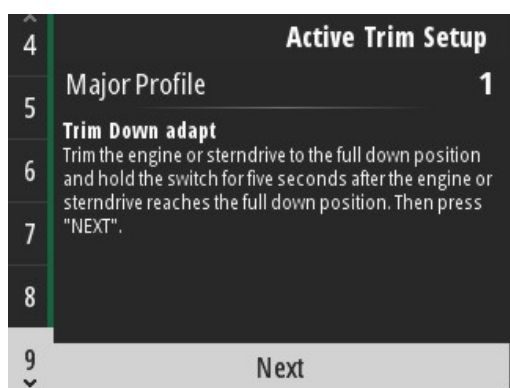 4
Active Trim Setup
5
Major Profile 1
Trim Down adapt
6
Trim the engine or sterndrive to the full down position
and hold the switch for five seconds after the engine or
sterndrive reaches the full down position. Then press
7
"NEXT".
8
9
Next